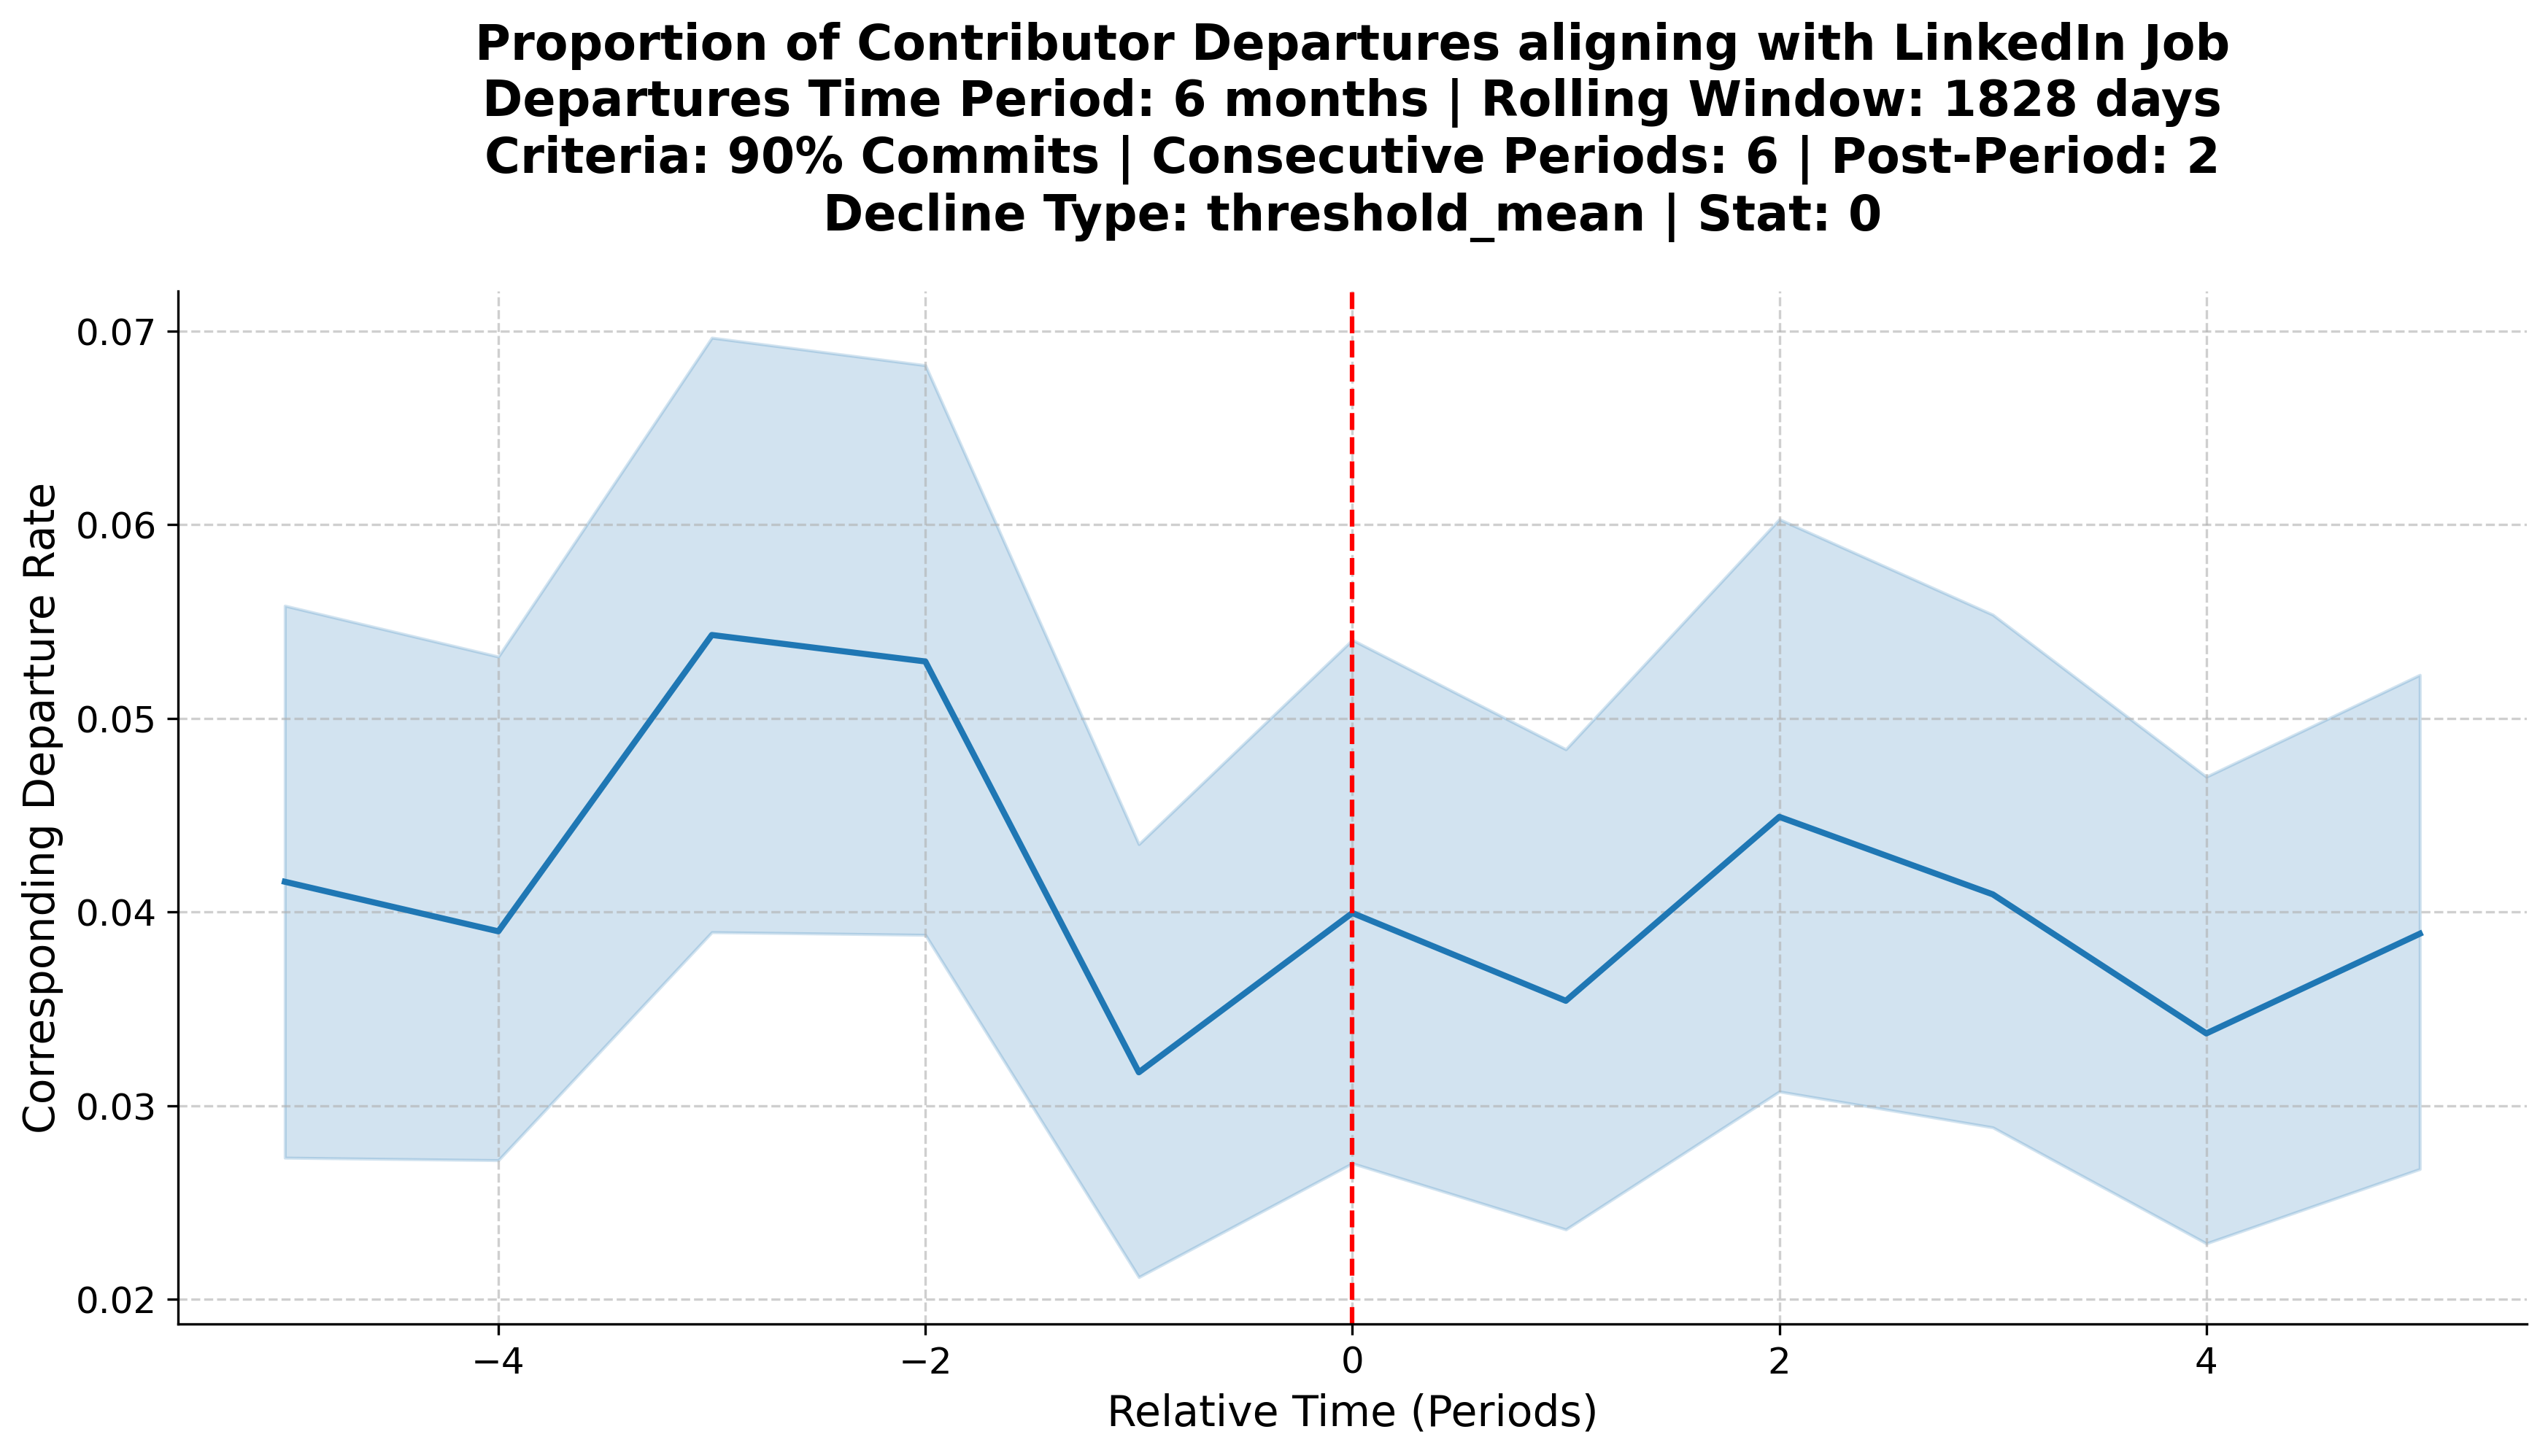 Proportion of Contributor Departures aligning with LinkedIn Job
Departures Time Period: 6 months | Rolling Window: 1828 days
Criteria: 90% Commits | Consecutive Periods: 6 | Post-Period: 2
Decline Type: threshold_mean | Stat: 0
Corresponding Departure Rate
0.07
0.06
0.05
0.04
0.03
0.02
−4
−2
0
2
4
Relative Time (Periods)